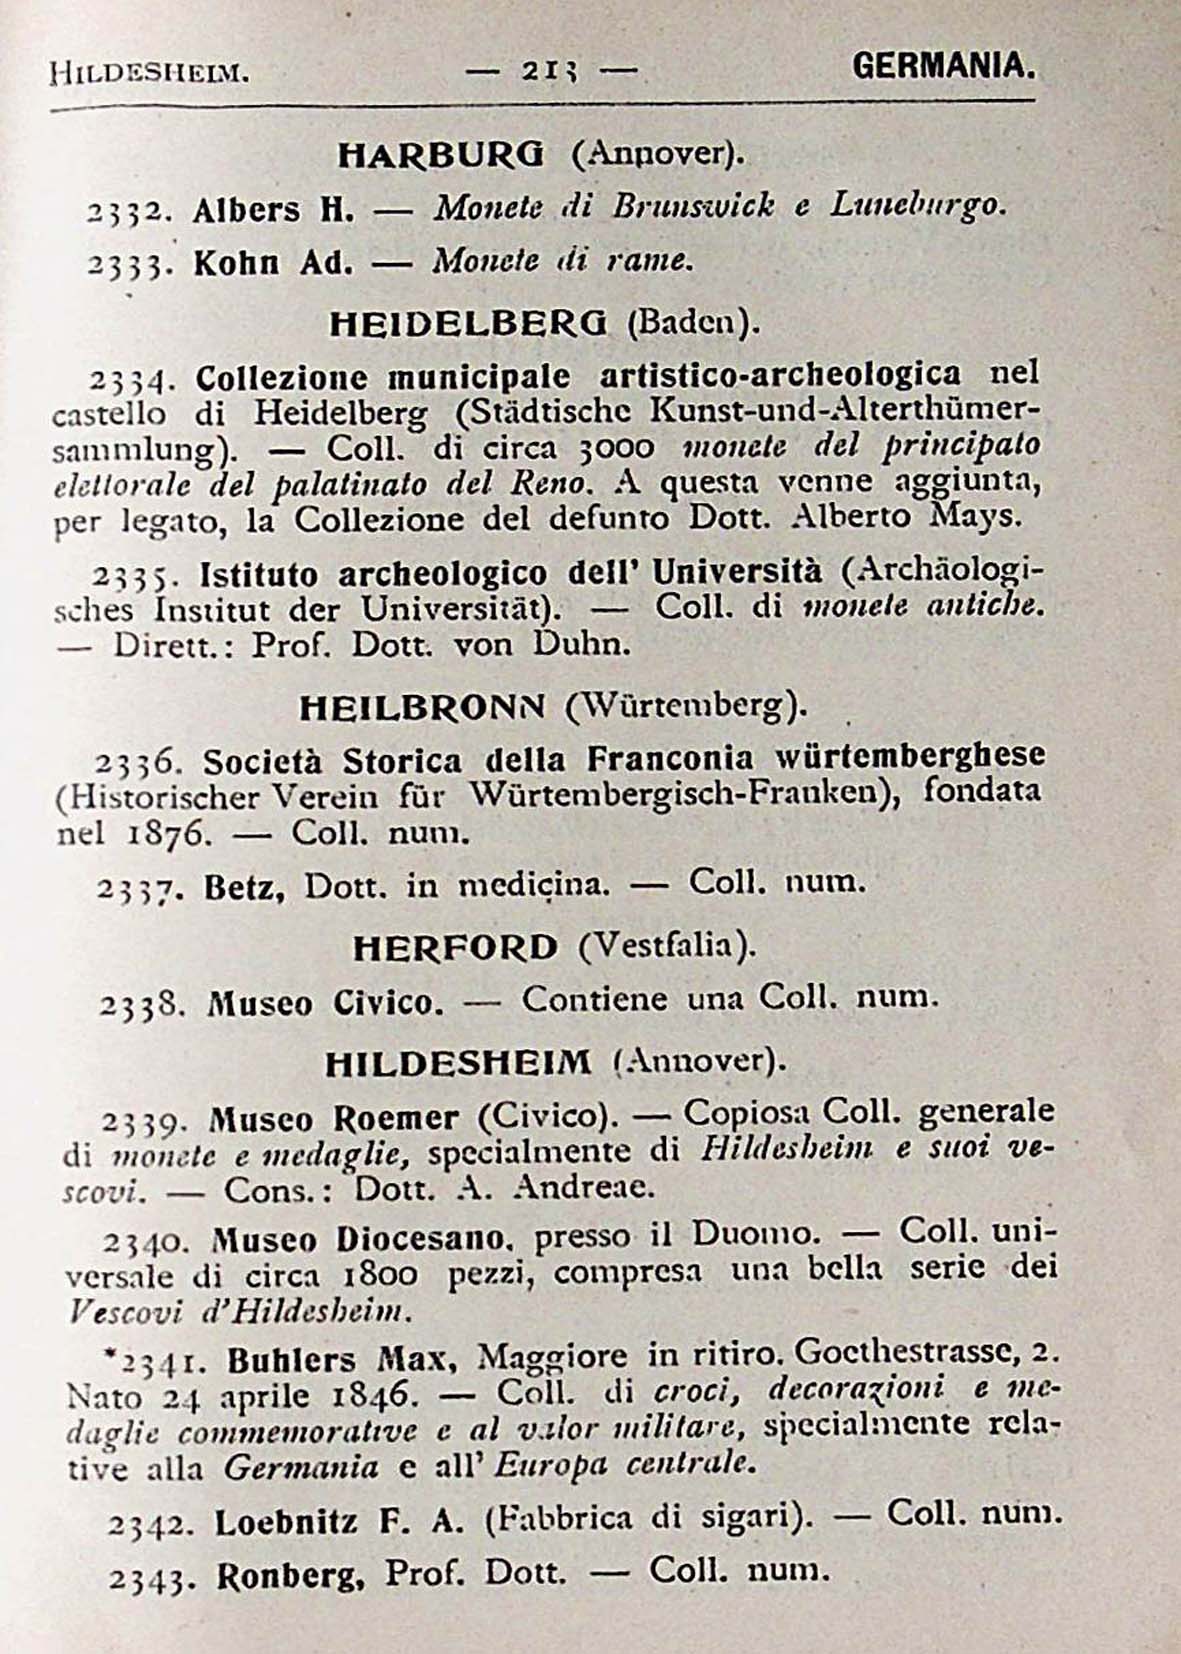 HILDESHEIM. — 213 — GERMANIA.
HARBURG (Annover).
2332. Albers H. — Monete di Brunswick e Luneburgo.
2333. Kohn Ad. — Monete di rame.
HEIDELBERG (Baden).
2334. Collezione municipale artistico-archeologica nel
castello di Heidelberg (Städtische Kunst-und-Alterthümer-
sammlung). — Coll. di circa 3000 monete del principato
elettorale del palatinato del Reno. A questa venne aggiunta,
per legato, la Collezione del defunto Dott. Alberto Mays.
2335. Istituto archeologico dell' Università (Archäologi-
sches Institut der Universität). — Coll. di monete antiche.
— Dirett.: Prof. Dott. von Duhn.
HEILBRONN (Würtemberg).
2336. Società Storica della Franconia würtemberghese
(Historischer Verein für Würtembergisch-Franken), fondata
nel 1876. — Coll. num.
2337. Betz, Dott. in medicina. — Coll. num.
HERFORD (Vestfalia).
2338. Museo Civico. — Contiene una Coll. num.
HILDESHEIM (Annover).
2339. Museo Roemer (Civico). — Copiosa Coll. generale
di monete e medaglie, specialmente di Hildesheim e suoi ve-
scovi. — Cons.: Dott. A. Andreae.
2340. Museo Diocesano, presso il Duomo. — Coll. uni-
versale di circa 1800 pezzi, compresa una bella serie dei
Vescovi d'Hildesheim.
*2341. Buhlers Max, Maggiore in ritiro. Goethestrasse, 2.
Nato 24 aprile 1846. — Coll. di croci, decorazioni e me-
daglie commemorative e al valor militare, specialmente rela-
tive alla Germania e all' Europa centrale.
2342. Loebnitz F. A. (Fabbrica di sigari). — Coll. num.
2343. Ronberg, Prof. Dott. — Coll. num.